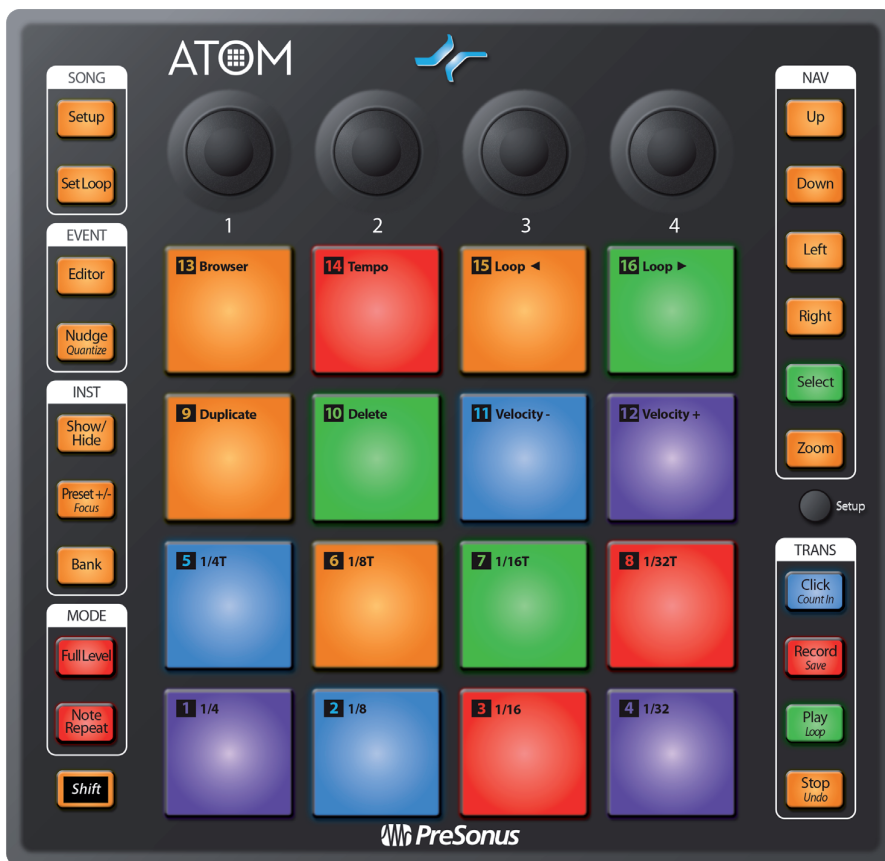 ATOM
SONG
Setup
Set Loop
EVENT
Editor
Nudge
Quantize
INST
Show/
Hide
Preset +/-
Focus
Bank
MODE
Full Level
Note
Repeat
Shift
1 2 3 4
13 Browser
14 Tempo
15 Loop ◄
16 Loop ►
9 Duplicate
10 Delete
11 Velocity -
12 Velocity +
5 1/4T
6 1/8T
7 1/16T
8 1/32T
1 1/4
2 1/8
3 1/16
4 1/32
PreSonus
NAV
Up
Down
Left
Right
Select
Zoom
Setup
TRANS
Click
Count In
Record
Save
Play
Loop
Stop
Undo